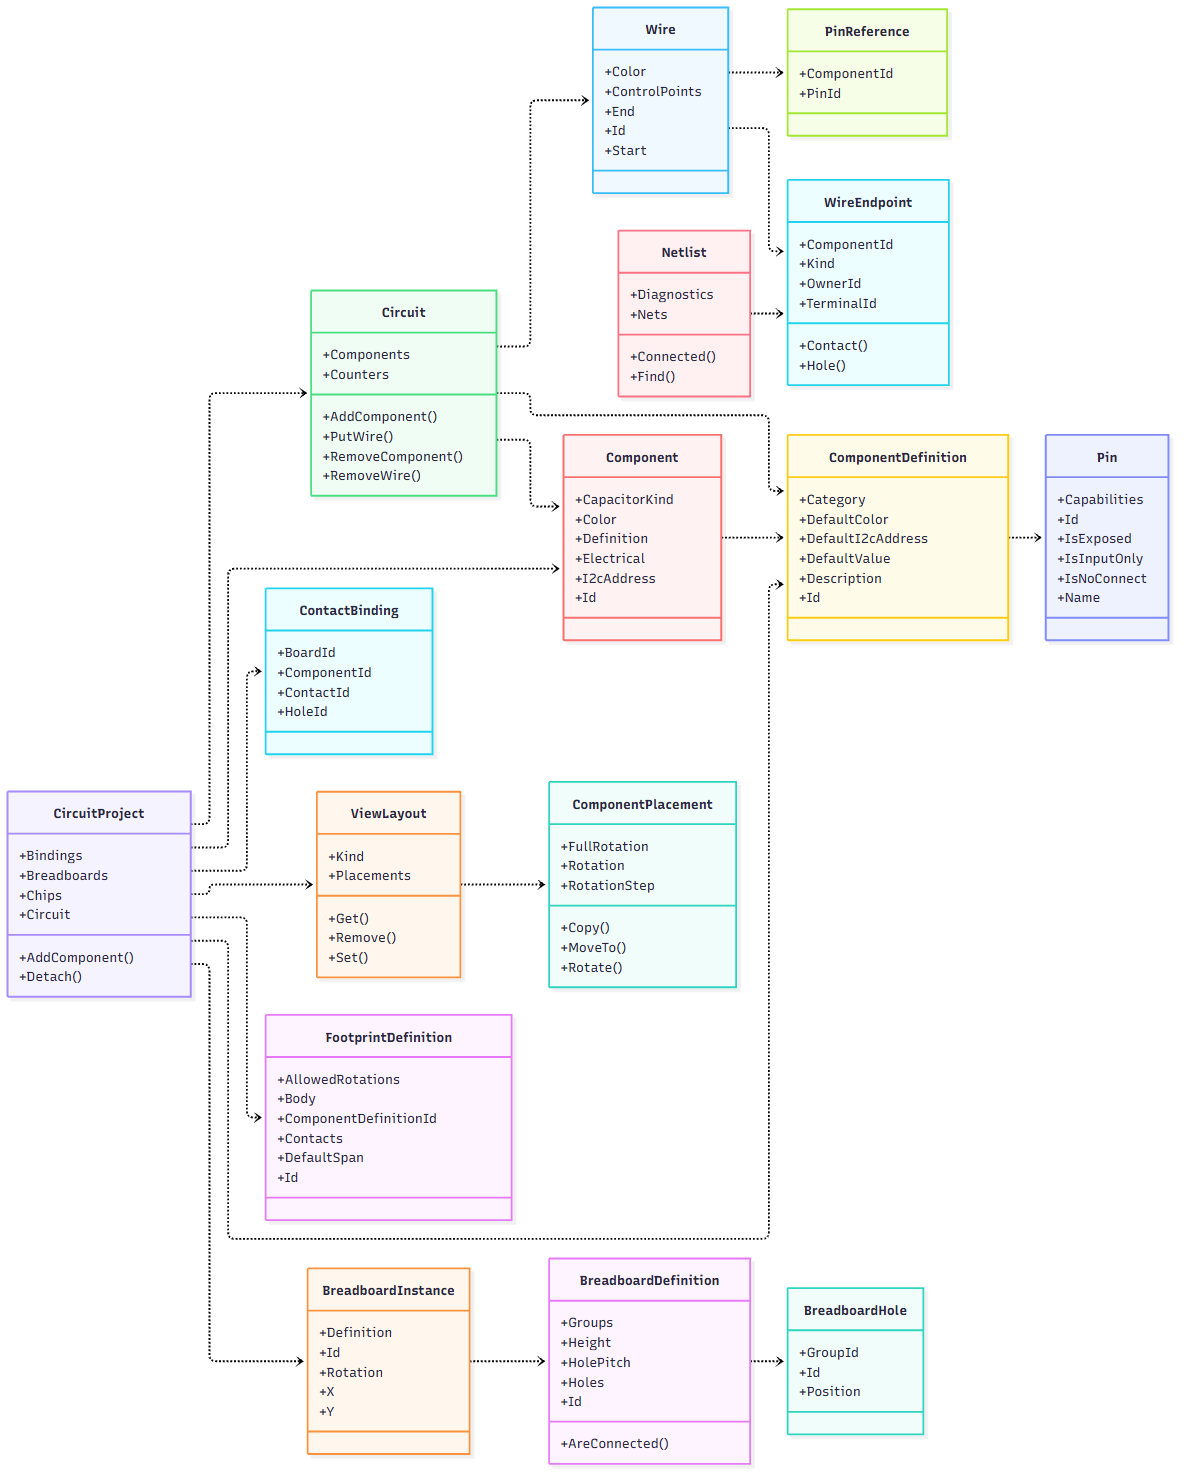 Wire
+Color
+ControlPoints
+End
+Id
+Start
PinReference
+ComponentId
+PinId
WireEndpoint
+ComponentId
+Kind
+OwnerId
+TerminalId
+Contact()
+Hole()
Netlist
+Diagnostics
+Nets
+Connected()
+Find()
Circuit
+Components
+Counters
+AddComponent()
+PutWire()
+RemoveComponent()
+RemoveWire()
Component
+CapacitorKind
+Color
+Definition
+Electrical
+I2cAddress
+Id
ComponentDefinition
+Category
+DefaultColor
+DefaultI2cAddress
+DefaultValue
+Description
+Id
Pin
+Capabilities
+Id
+IsExposed
+IsInputOnly
+IsNoConnect
+Name
ContactBinding
+BoardId
+ComponentId
+ContactId
+HoleId
CircuitProject
+Bindings
+Breadboards
+Chips
+Circuit
+AddComponent()
+Detach()
ViewLayout
+Kind
+Placements
+Get()
+Remove()
+Set()
ComponentPlacement
+FullRotation
+Rotation
+RotationStep
+Copy()
+MoveTo()
+Rotate()
FootprintDefinition
+AllowedRotations
+Body
+ComponentDefinitionId
+Contacts
+DefaultSpan
+Id
BreadboardInstance
+Definition
+Id
+Rotation
+X
+Y
BreadboardDefinition
+Groups
+Height
+HolePitch
+Holes
+Id
+AreConnected()
BreadboardHole
+GroupId
+Id
+Position